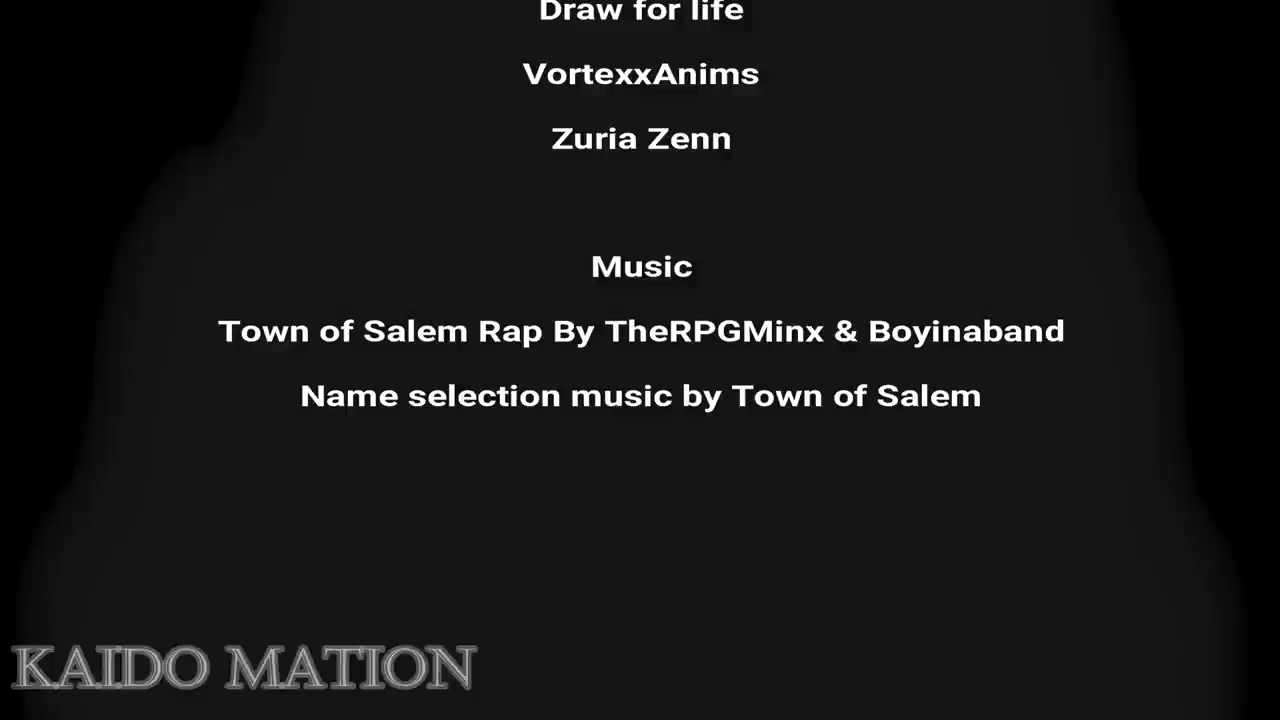 Draw for life
VortexxAnims
Zuria Zenn
Music
Town of Salem Rap By TheRPGMinx & Boyinaband
Name selection music by Town of Salem
KAIDO MATION